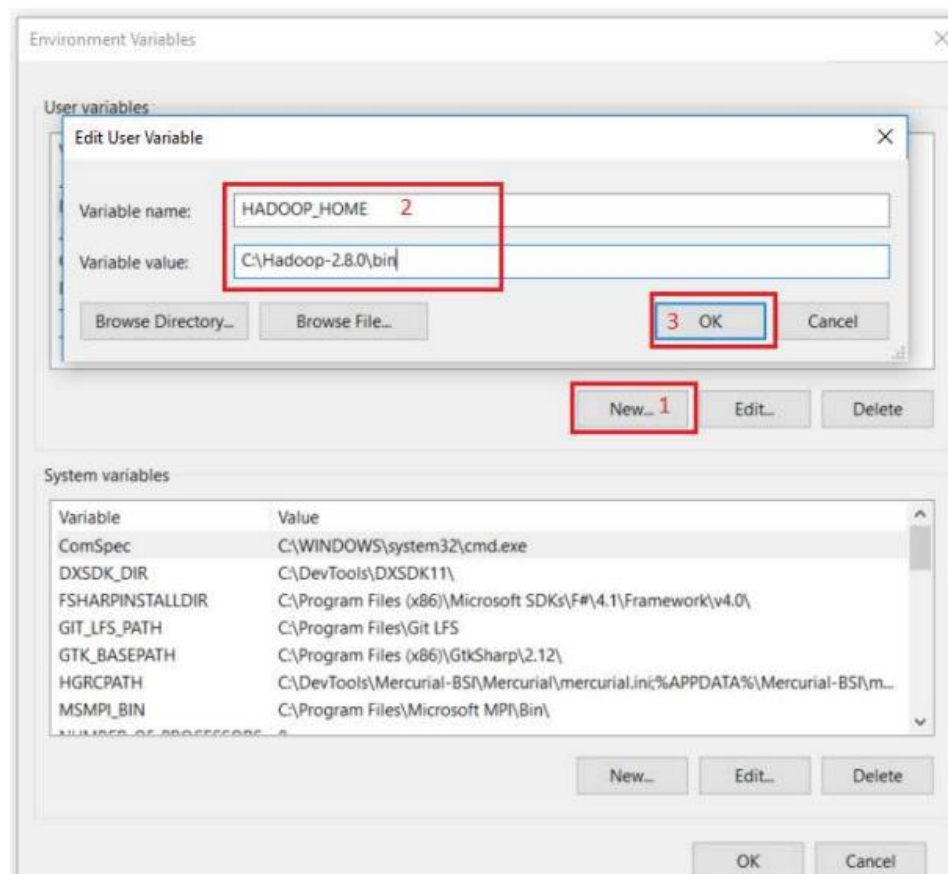 Environment Variables
User variables
Edit User Variable
Variable name:
HADOOP_HOME 2
Variable value:
C:\Hadoop-2.8.0\bin
Browse Directory...
Browse File...
3 OK
Cancel
New... 1
Edit...
Delete
System variables
Variable Value
ComSpec C:\WINDOWS\system32\cmd.exe
DXSDK_DIR C:\DevTools\DXSDK11\
FSHARPINSTALLDIR C:\Program Files (x86)\Microsoft SDKs\F#\4.1\Framework\v4.0\
GIT_LFS_PATH C:\Program Files\Git LFS
GTK_BASEPATH C:\Program Files (x86)\GtkSharp\2.12\
HGRCPATH C:\DevTools\Mercurial-BSI\Mercurial\mercurial.ini;%APPDATA%\Mercurial-BSI\m...
MSMPI_BIN C:\Program Files\Microsoft MPI\Bin\
NUMBER_OF_PROCESSORS
New...
Edit...
Delete
OK
Cancel